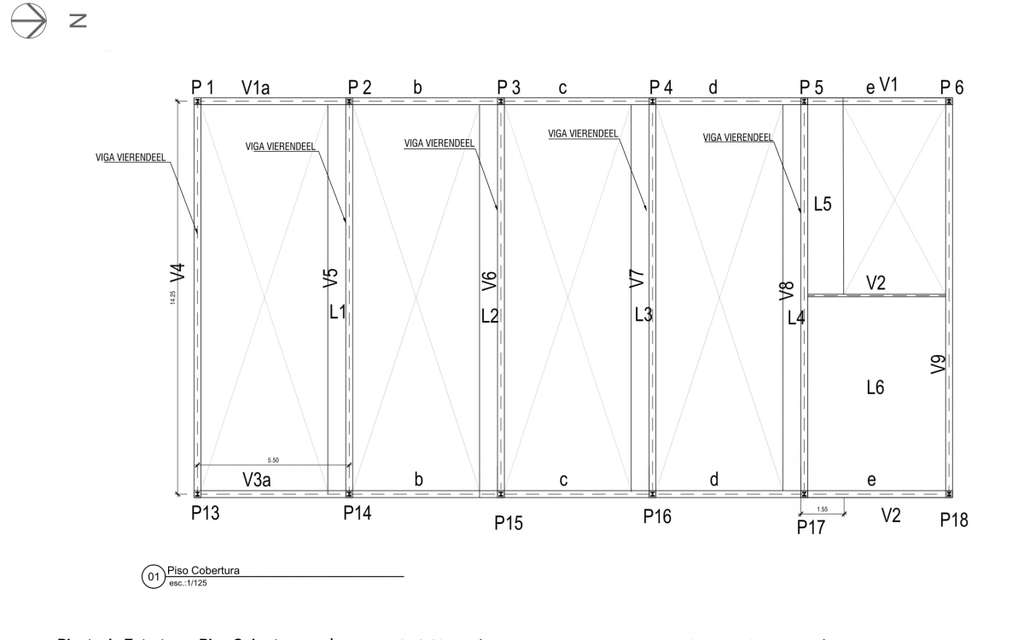 N
P 1 V1a P 2 b P 3 c P 4 d P 5 e V1 P 6
VIGA VIERENDEEL
VIGA VIERENDEEL
VIGA VIERENDEEL
VIGA VIERENDEEL
VIGA VIERENDEEL
L5
V4 V5 V6 V7 V8 V2
14.25
L1 L2 L3 L4
V9
L6
5.50
V3a b c d e
1.55
P13 P14 P15 P16 P17 V2 P18
01 Piso Cobertura
esc.:1/125